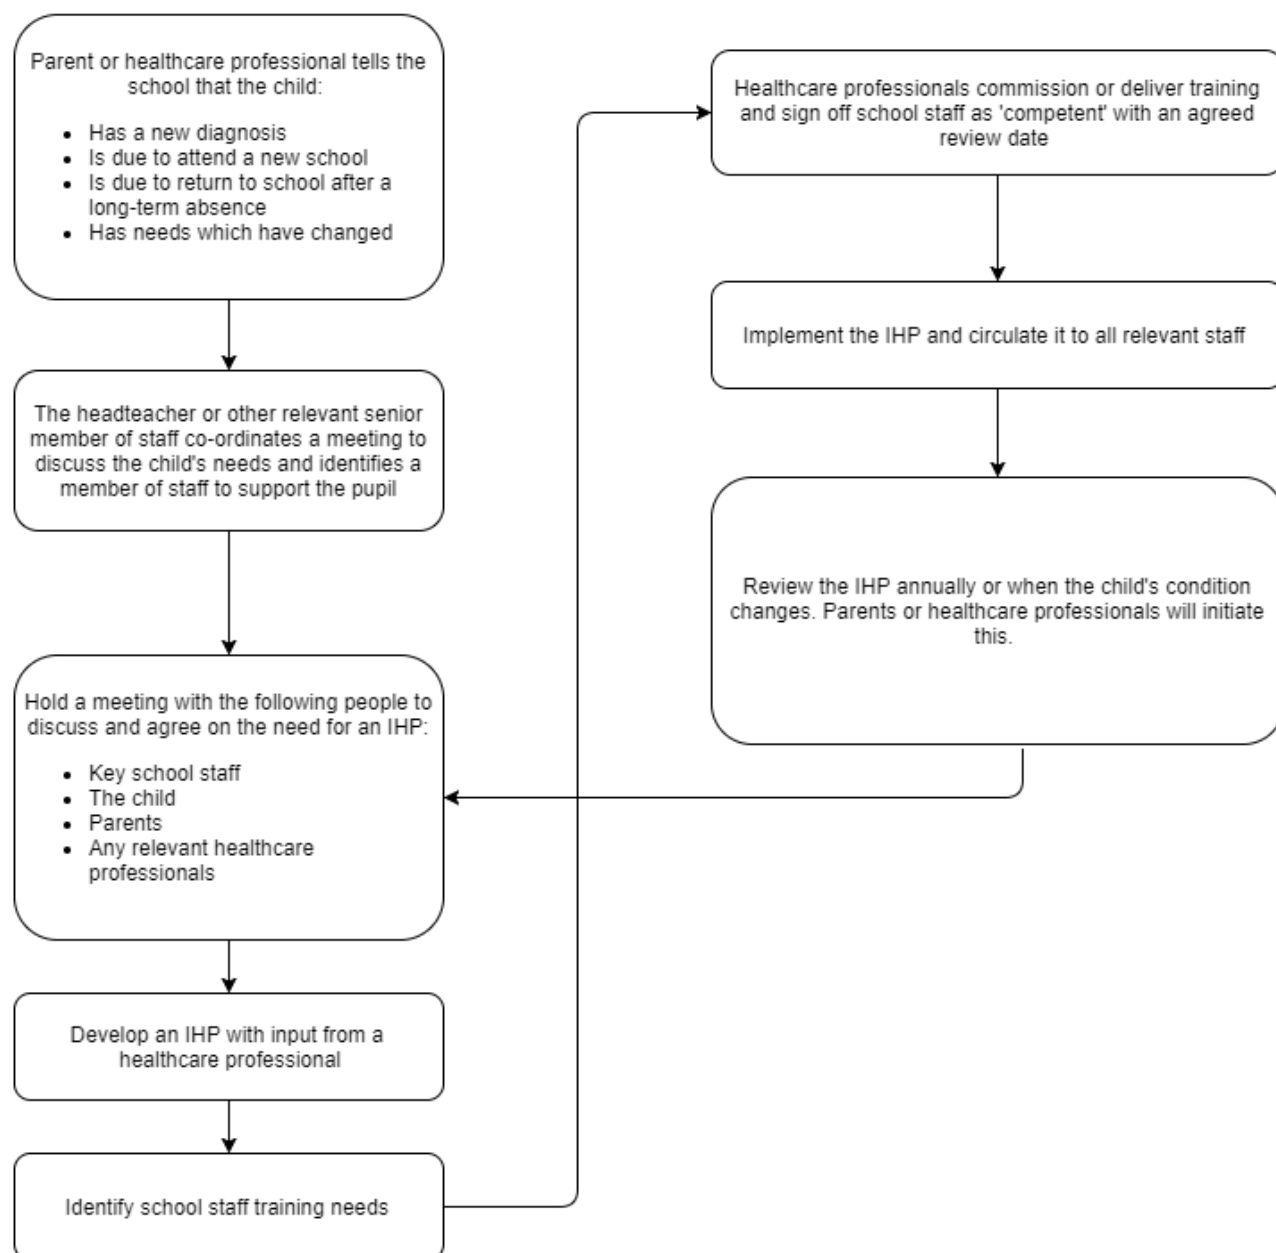 Parent or healthcare professional tells the
school that the child:
• Has a new diagnosis
• Is due to attend a new school
• Is due to return to school after a
long-term absence
• Has needs which have changed
The headteacher or other relevant senior
member of staff co-ordinates a meeting to
discuss the child's needs and identifies a
member of staff to support the pupil
Hold a meeting with the following people to
discuss and agree on the need for an IHP:
• Key school staff
• The child
• Parents
• Any relevant healthcare
professionals
Develop an IHP with input from a
healthcare professional
Identify school staff training needs
Healthcare professionals commission or deliver training
and sign off school staff as 'competent' with an agreed
review date
Implement the IHP and circulate it to all relevant staff
Review the IHP annually or when the child's condition
changes. Parents or healthcare professionals will initiate
this.